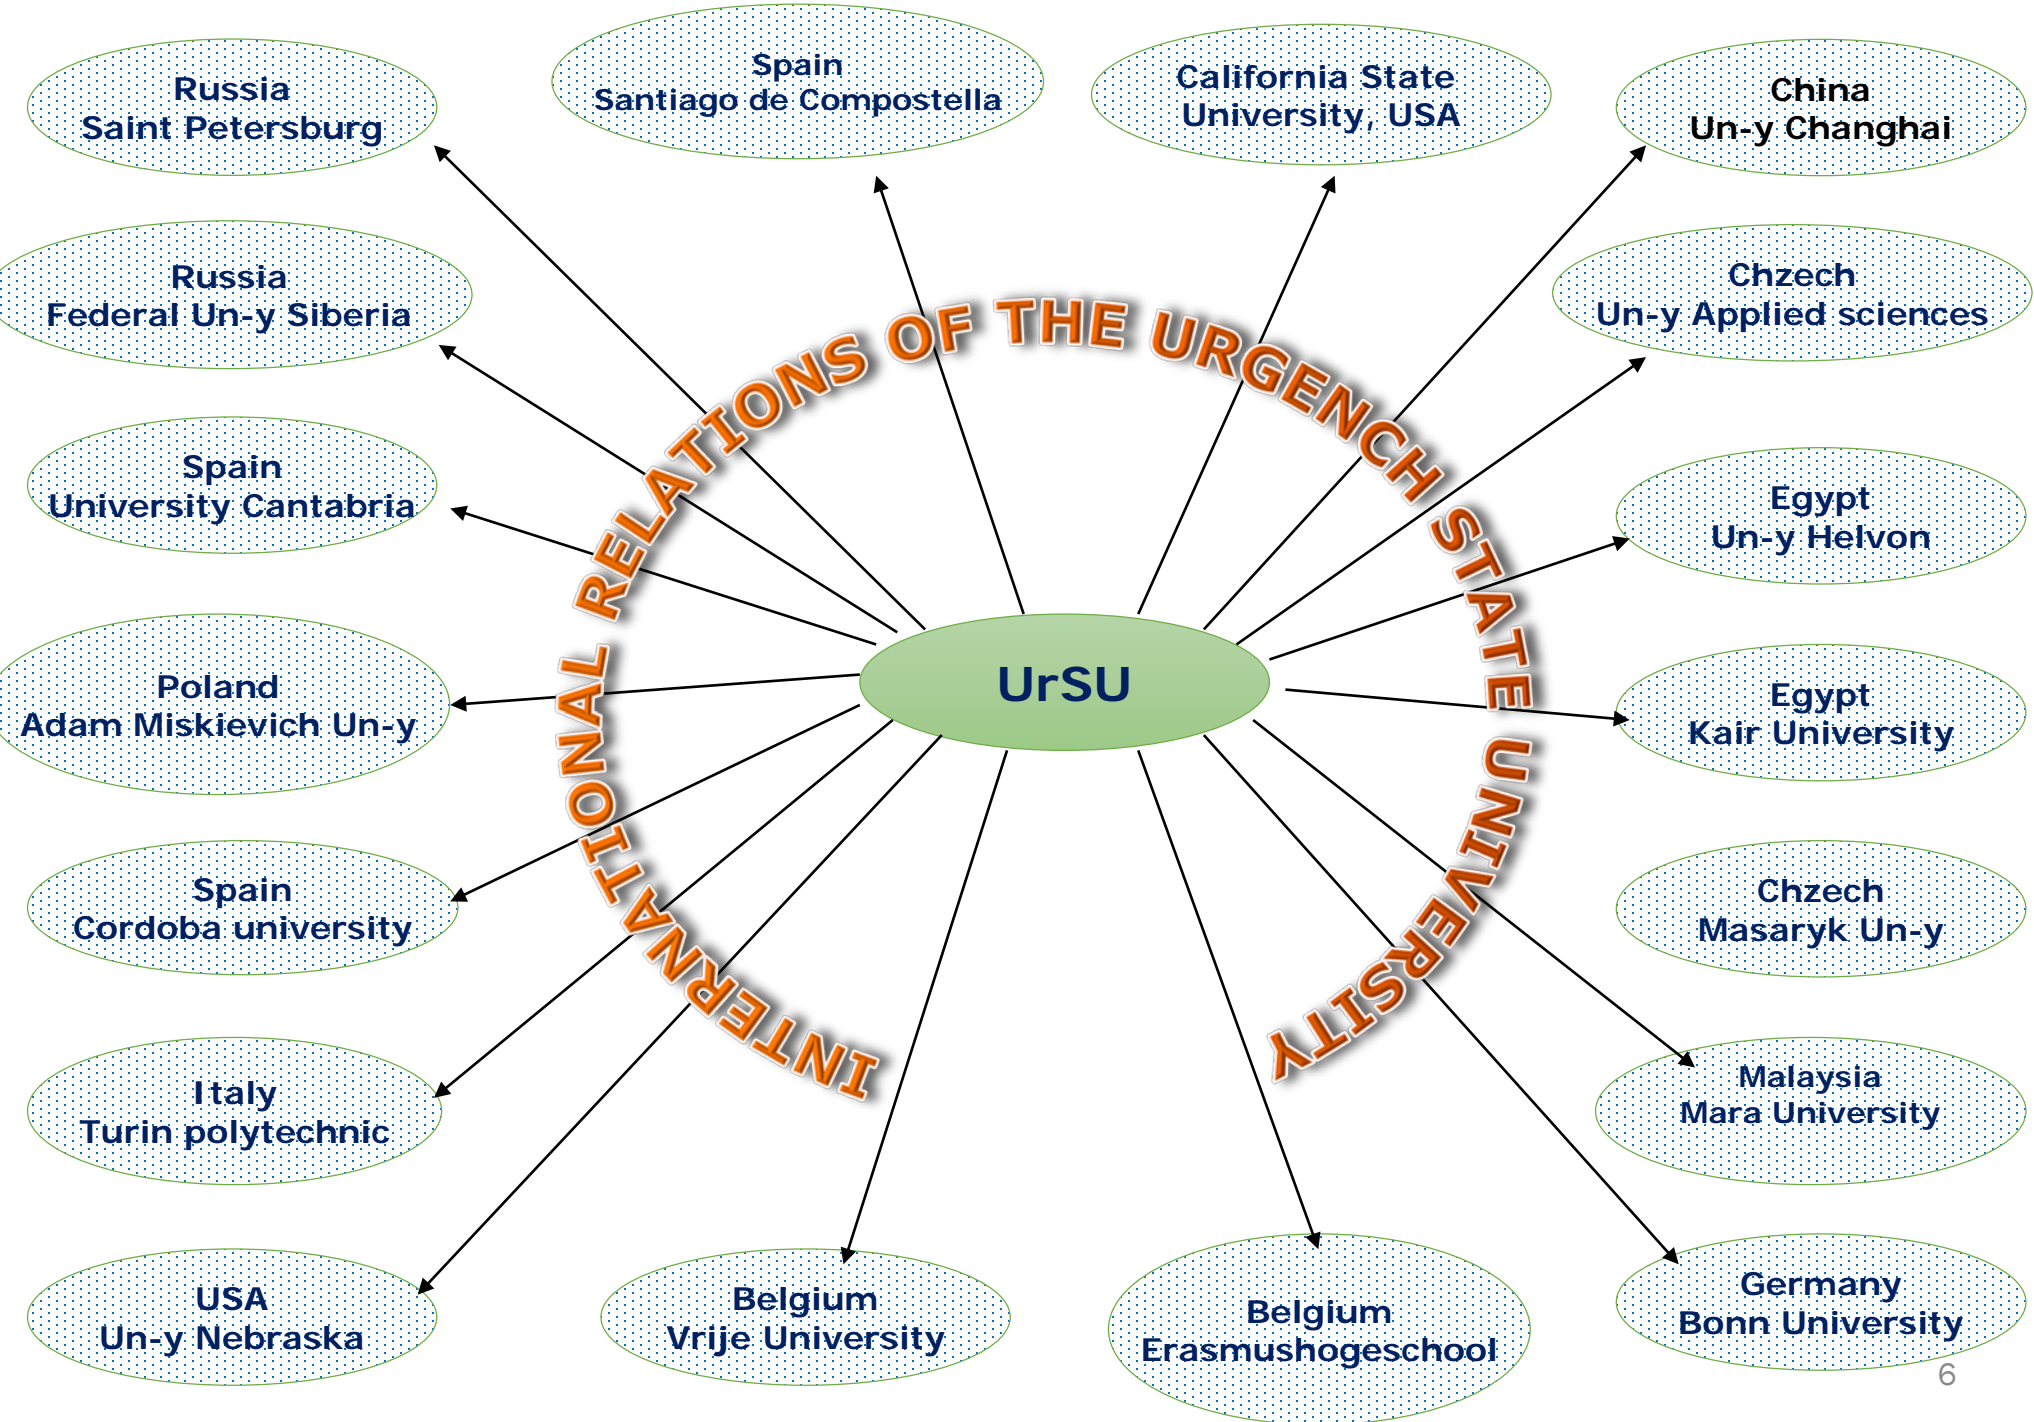 Russia
Saint Petersburg
Spain
Santiago de Compostella
California State
University, USA
China
Un-y Changhai
Russia
Federal Un-y Siberia
Chzech
Un-y Applied sciences
INTERNATIONAL RELATIONS OF THE URGENCH STATE UNIVERSITY
Spain
University Cantabria
Egypt
Un-y Helvon
UrSU
Poland
Adam Miskievich Un-y
Egypt
Kair University
Spain
Cordoba university
Chzech
Masaryk Un-y
Italy
Turin polytechnic
Malaysia
Mara University
USA
Un-y Nebraska
Belgium
Vrije University
Belgium
Erasmushogeschool
Germany
Bonn University
6